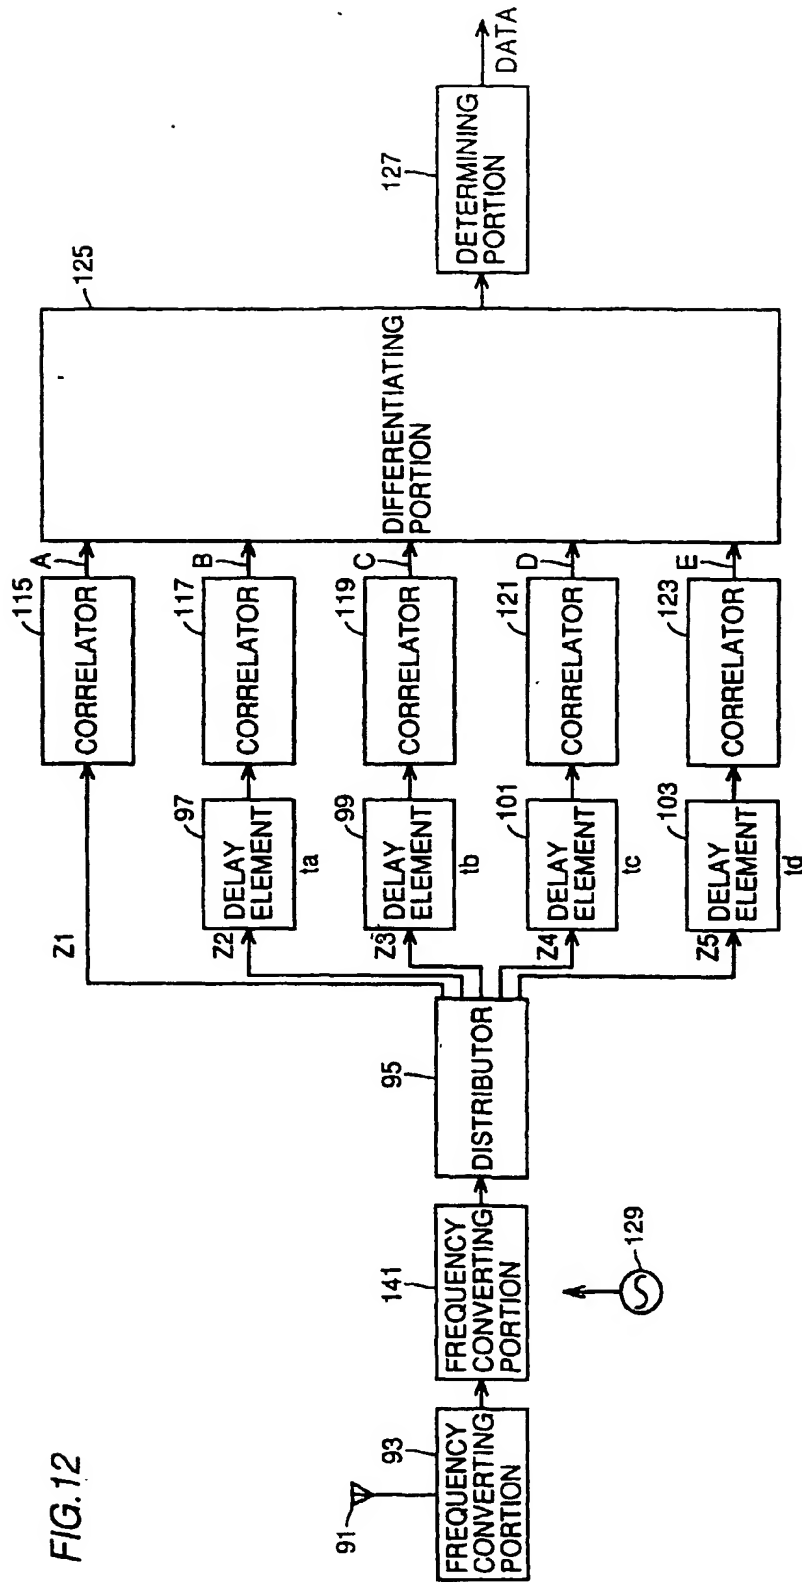 FIG.12
91
93
FREQUENCY
CONVERTING
PORTION
141
FREQUENCY
CONVERTING
PORTION
129
95
DISTRIBUTOR
Z1
Z2
Z3
Z4
Z5
97
DELAY
ELEMENT
ta
99
DELAY
ELEMENT
tb
101
DELAY
ELEMENT
tc
103
DELAY
ELEMENT
td
115
CORRELATOR
A
117
CORRELATOR
B
119
CORRELATOR
C
121
CORRELATOR
D
123
CORRELATOR
E
125
DIFFERENTIATING
PORTION
127
DETERMINING
PORTION
DATA